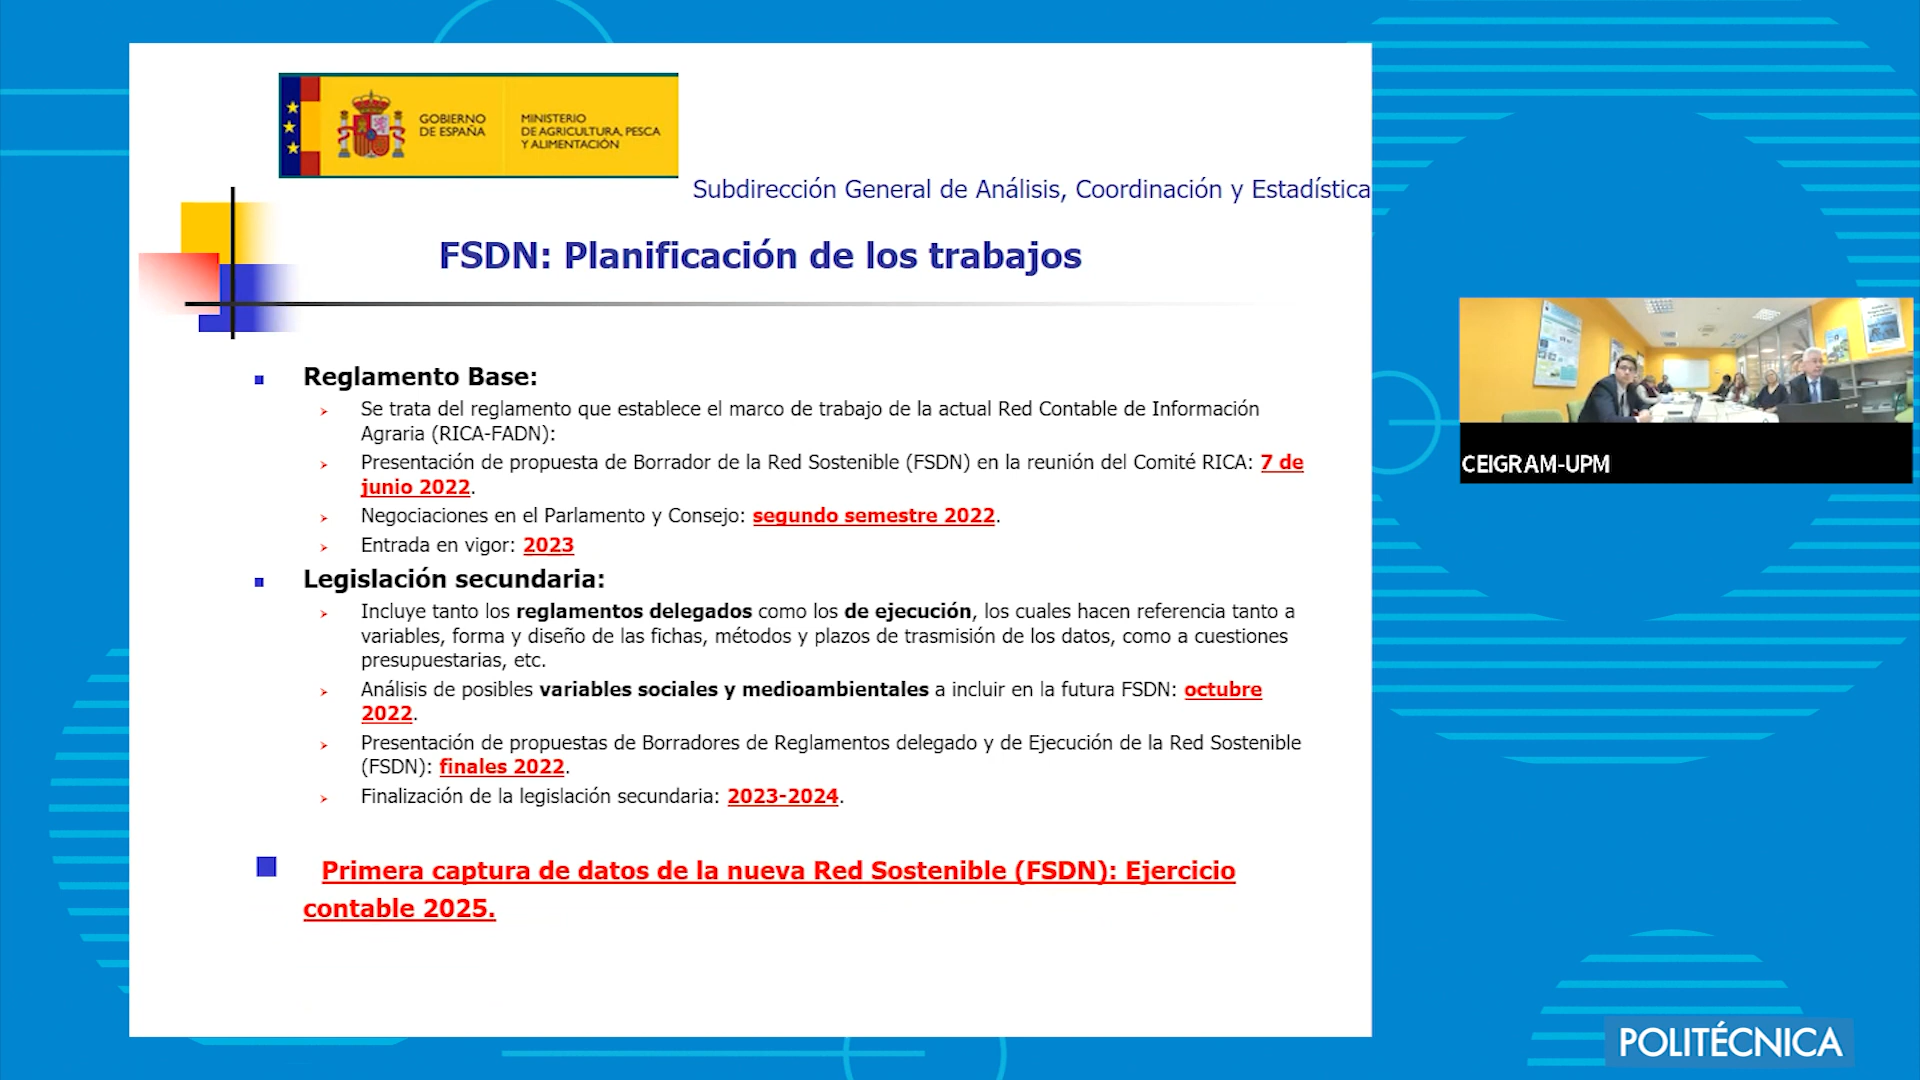 GOBIERNO
DE ESPAÑA
MINISTERIO
DE AGRICULTURA, PESCA
Y ALIMENTACIÓN
Subdirección General de Análisis, Coordinación y Estadística
FSDN: Planificación de los trabajos
Reglamento Base:
Se trata del reglamento que establece el marco de trabajo de la actual Red Contable de Información
Agraria (RICA-FADN):
Presentación de propuesta de Borrador de la Red Sostenible (FSDN) en la reunión del Comité RICA: 7 de
junio 2022.
Negociaciones en el Parlamento y Consejo: segundo semestre 2022.
Entrada en vigor: 2023
Legislación secundaria:
Incluye tanto los reglamentos delegados como los de ejecución, los cuales hacen referencia tanto a
variables, forma y diseño de las fichas, métodos y plazos de trasmisión de los datos, como a cuestiones
presupuestarias, etc.
Análisis de posibles variables sociales y medioambientales a incluir en la futura FSDN: octubre
2022.
Presentación de propuestas de Borradores de Reglamentos delegado y de Ejecución de la Red Sostenible
(FSDN): finales 2022.
Finalización de la legislación secundaria: 2023-2024.
Primera captura de datos de la nueva Red Sostenible (FSDN): Ejercicio
contable 2025.
CEIGRAM-UPM
POLITÉCNICA